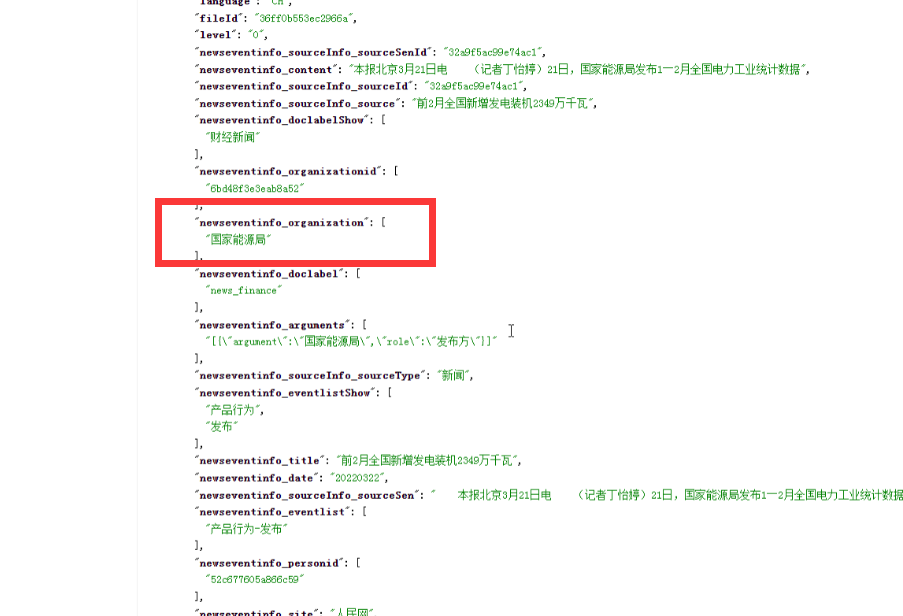 "language": "CH",
"fileId": "36ff0b553ec2966a",
"level": "0",
"newseventinfo_sourceInfo_sourceSenId": "32a9f5ac99e74ac1",
"newseventinfo_content": "本报北京3月21日电　　（记者丁怡婷）21日，国家能源局发布1—2月全国电力工业统计数据",
"newseventinfo_sourceInfo_sourceId": "32a9f5ac99e74ac1",
"newseventinfo_sourceInfo_source": "前2月全国新增发电装机2349万千瓦",
"newseventinfo_doclabelShow": [
"财经新闻"
],
"newseventinfo_organizationid": [
"6bd48f3e3eab8a52"
],
"newseventinfo_organization": [
"国家能源局"
],
"newseventinfo_doclabel": [
"news_finance"
],
"newseventinfo_arguments": [
"[[{\"argument\":\"国家能源局\",\"role\":\"发布方\"}]]"
],
"newseventinfo_sourceInfo_sourceType": "新闻",
"newseventinfo_eventlistShow": [
"产品行为",
"发布"
],
"newseventinfo_title": "前2月全国新增发电装机2349万千瓦",
"newseventinfo_date": "20220322",
"newseventinfo_sourceInfo_sourceSen": "　　本报北京3月21日电　　（记者丁怡婷）21日，国家能源局发布1—2月全国电力工业统计数据
"newseventinfo_eventlist": [
"产品行为-发布"
],
"newseventinfo_personid": [
"52c677605a866c59"
],
"newseventinfo_site": "人民网",